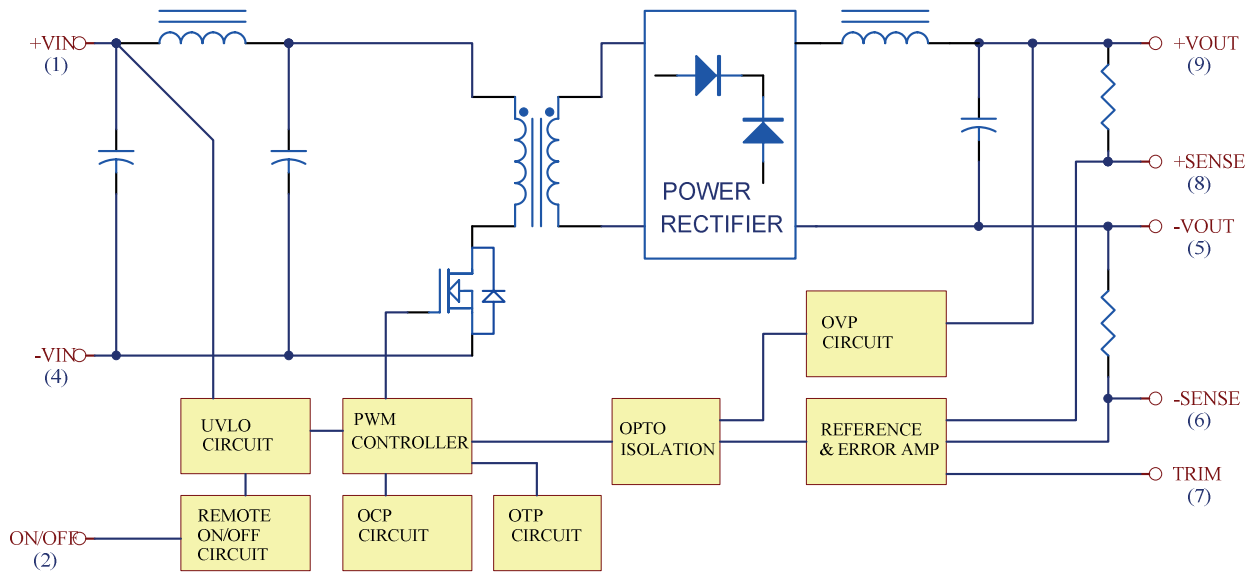 +VIN
(1)
+VOUT
(9)
+SENSE
(8)
POWER
RECTIFIER
-VOUT
(5)
-VIN
(4)
OVP
CIRCUIT
-SENSE
(6)
UVLO
CIRCUIT
PWM
CONTROLLER
OPTO
ISOLATION
REFERENCE
& ERROR AMP
TRIM
(7)
ON/OFF
(2)
REMOTE
ON/OFF
CIRCUIT
OCP
CIRCUIT
OTP
CIRCUIT